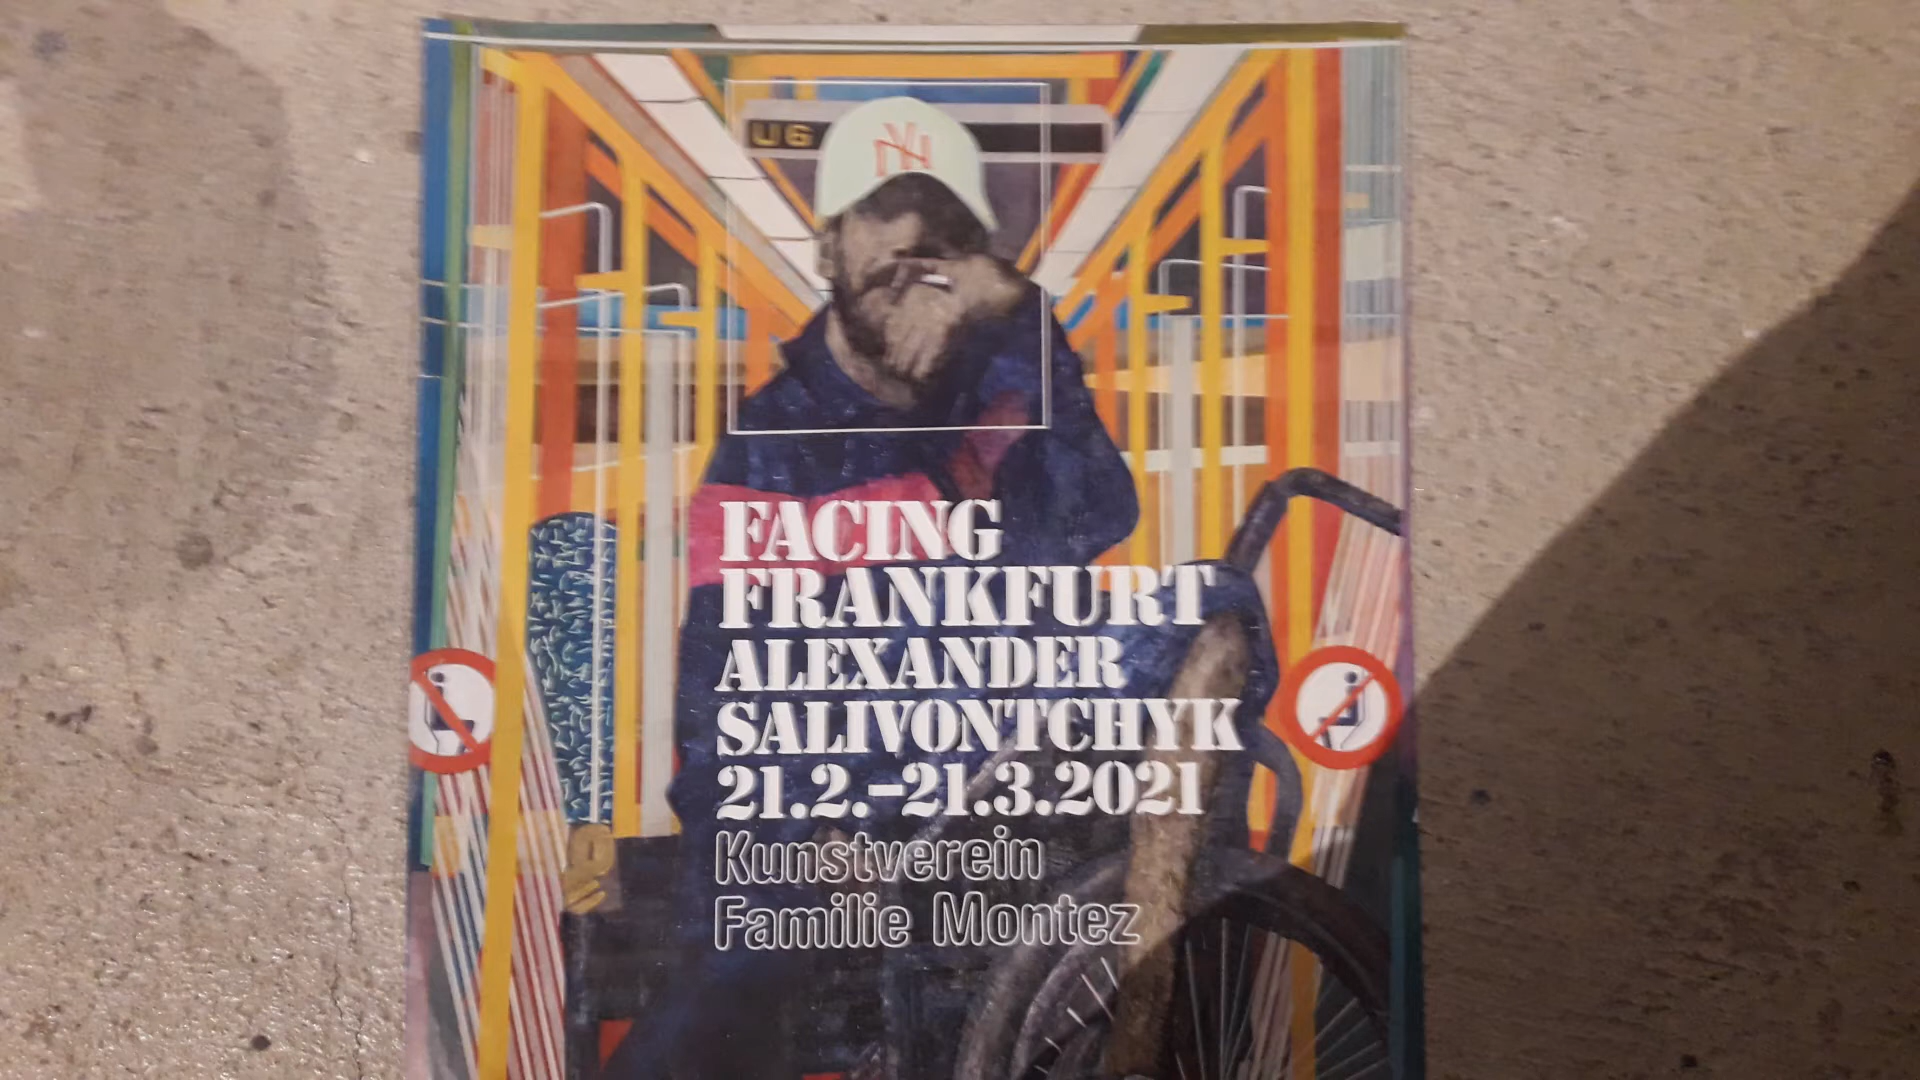 U6
NY
FACING
FRANKFURT
ALEXANDER
SALIVONTCHYK
21.2.–21.3.2021
Kunstverein
Familie Montez